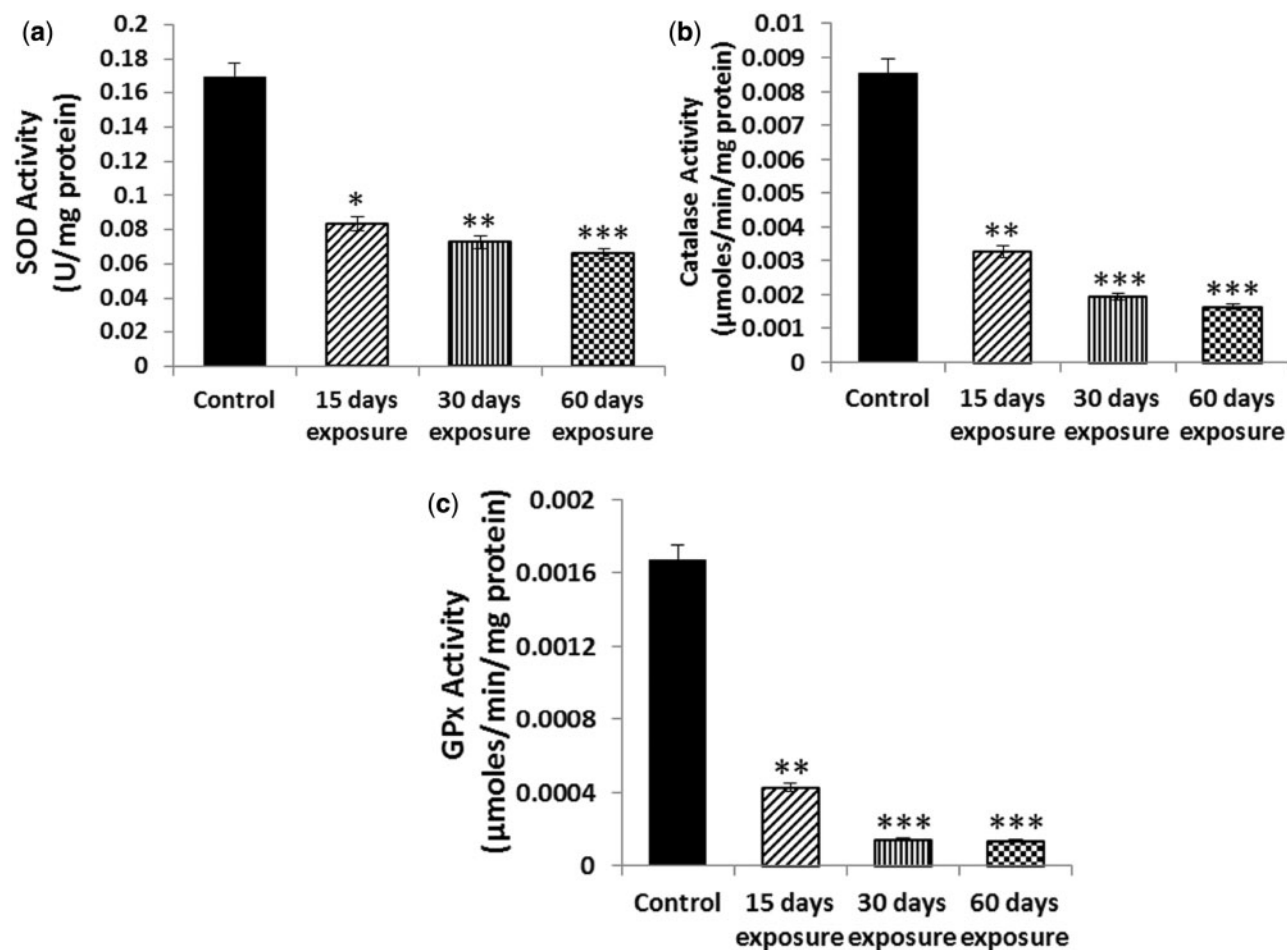 (a)
SOD Activity
(U/mg protein)
0.2
0.18
0.16
0.14
0.12
0.1
0.08
0.06
0.04
0.02
0
*
**
***
Control
15 days
exposure
30 days
exposure
60 days
exposure
(b)
Catalase Activity
(µmoles/min/mg protein)
0.01
0.009
0.008
0.007
0.006
0.005
0.004
0.003
0.002
0.001
0
**
***
***
Control
15 days
exposure
30 days
exposure
60 days
exposure
(c)
GPx Activity
(µmoles/min/mg protein)
0.002
0.0016
0.0012
0.0008
0.0004
0
**
***
***
Control
15 days
exposure
30 days
exposure
60 days
exposure